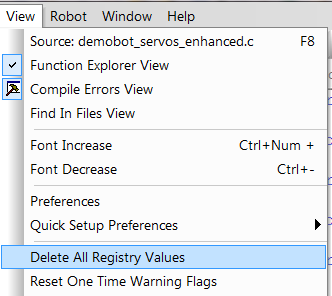 View Robot Window Help
Source: demobot_servos_enhanced.c F8
Function Explorer View
Compile Errors View
Find In Files View
Font Increase Ctrl+Num +
Font Decrease Ctrl+-
Preferences
Quick Setup Preferences
Delete All Registry Values
Reset One Time Warning Flags